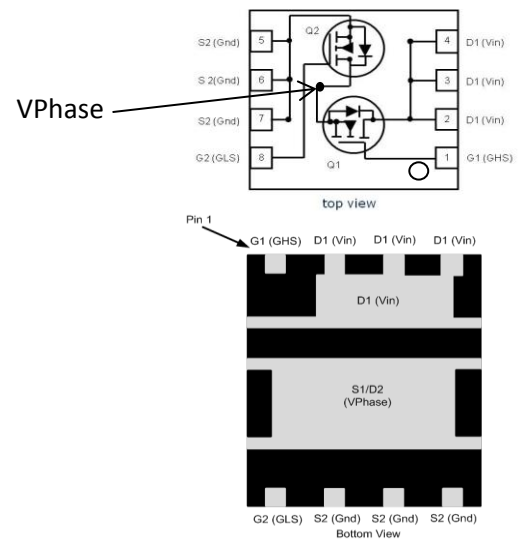 Q2
S2 (Gnd) 5 4 D1 (Vin)
S 2(Gnd) 6 3 D1 (Vin)
VPhase
S2 (Gnd) 7 2 D1 (Vin)
G2 (GLS) 8 1 G1 (GHS)
Q1
top view
Pin 1
G1 (GHS) D1 (Vin) D1 (Vin) D1 (Vin)
D1 (Vin)
S1/D2
(VPhase)
G2 (GLS) S2 (Gnd) S2 (Gnd) S2 (Gnd)
Bottom View